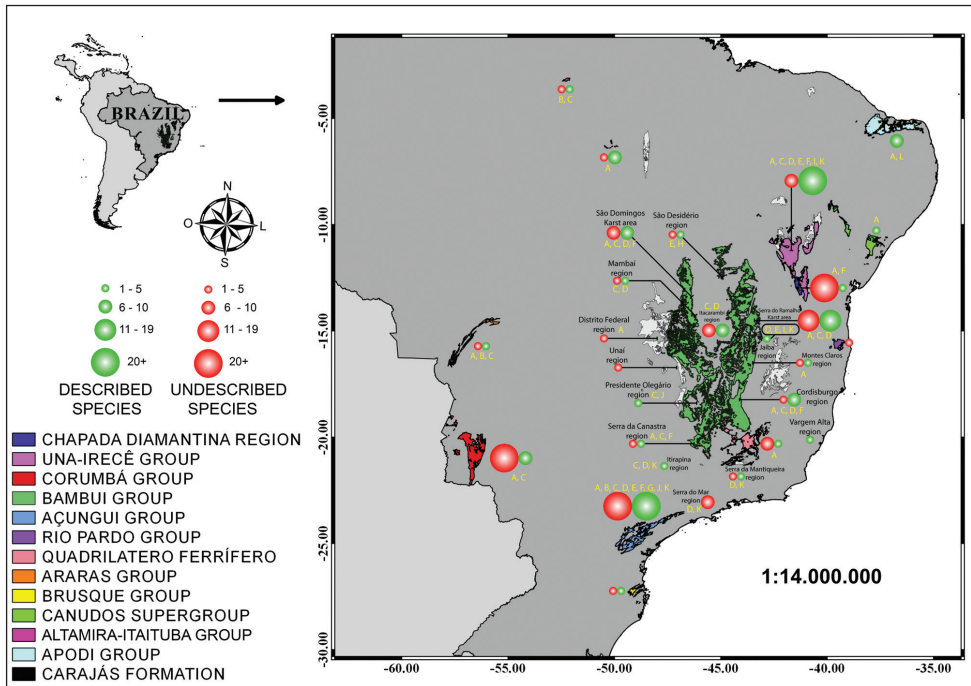 BRAZIL
N
O
L
S
1 - 5
6 - 10
11 - 19
20+
DESCRIBED
SPECIES
1 - 5
6 - 10
11 - 19
20+
UNDESCRIBED
SPECIES
CHAPADA DIAMANTINA REGION
UNA-IRECÊ GROUP
CORUMBÁ GROUP
BAMBUI GROUP
AÇUNGUI GROUP
RIO PARDO GROUP
QUADRILATERO FERRÍFERO
ARARAS GROUP
BRUSQUE GROUP
CANUDOS SUPERGROUP
ALTAMIRA-ITAITUBA GROUP
APODI GROUP
CARAJÁS FORMATION
B, C
A
A, L
A, C, D, E, F, I, K
A
São Domingos
Karst area
A, C, D, F
São Desidério
region
E, H
Mambaí
region
C, D
A, F
Distrito Federal
region A
C, D
Itacarambi
region
Serra do Ramalho
Karst area
D, E, I, K
A, C, D
Jaíba
region
A, B, C
Unaí
region
Montes Claros
region
A
Presidente Olegário
region C, J
Cordisburgo
region
A, C, D, F
Serra da Canastra
region A, C, F
Vargem Alta
region
A
A, C
C, D, K
Itirapina
region
Serra da Mantiqueira
region
D, K
A, B, C, D, E, F, G, J, K
Serra do Mar
region
D, K
1:14.000.000
-5.00
-10.00
-15.00
-20.00
-25.00
-30.00
-60.00
-55.00
-50.00
-45.00
-40.00
-35.00